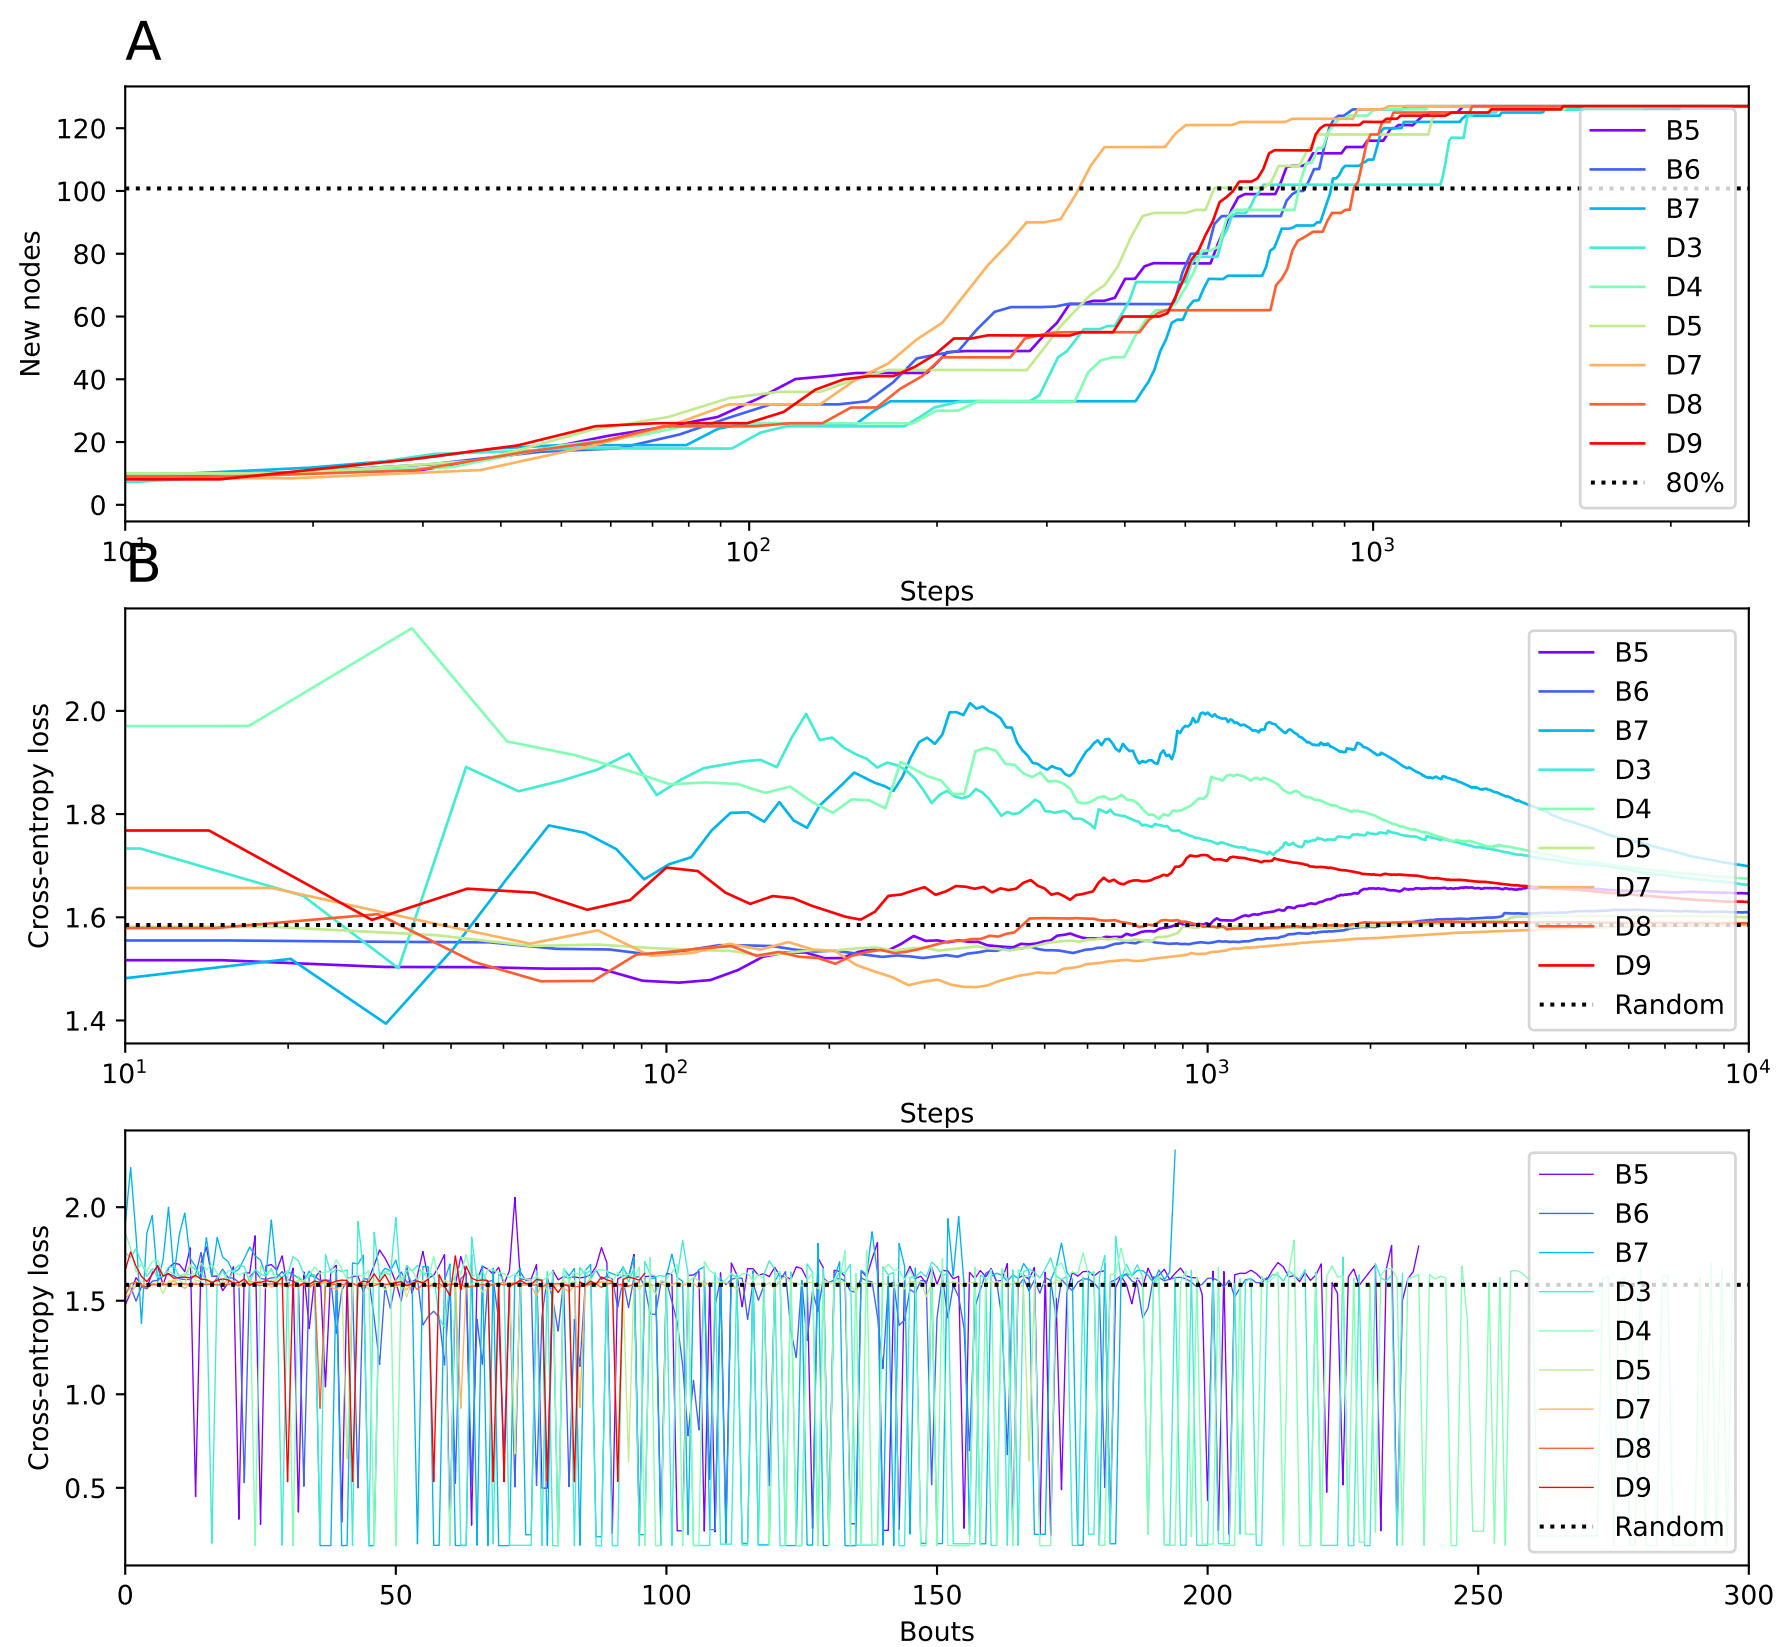 A
New nodes
120
100
80
60
40
20
0
B5
B6
B7
D3
D4
D5
D7
D8
D9
80%
10¹
10²
10³
Steps
B
Cross-entropy loss
2.0
1.8
1.6
1.4
B5
B6
B7
D3
D4
D5
D7
D8
D9
Random
10¹
10²
10³
10⁴
Steps
Cross-entropy loss
2.0
1.5
1.0
0.5
B5
B6
B7
D3
D4
D5
D7
D8
D9
Random
0
50
100
150
200
250
300
Bouts